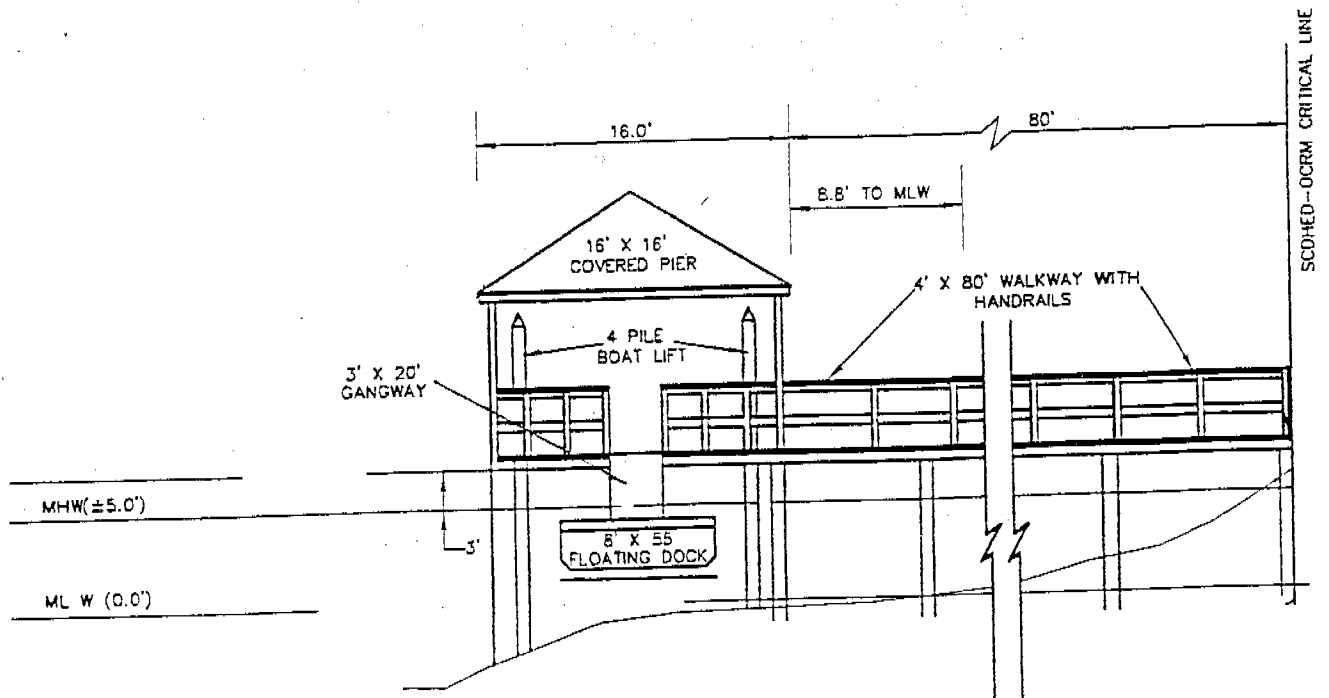 SCDHED-OCRM CRITICAL LINE
16.0'
80'
8.8' TO MLW
16' X 16'
COVERED PIER
4' X 80' WALKWAY WITH
HANDRAILS
4 PILE
BOAT LIFT
3' X 20'
GANGWAY
MHW(±5.0')
3'
8' X 55
FLOATING DOCK
ML W (0.0')